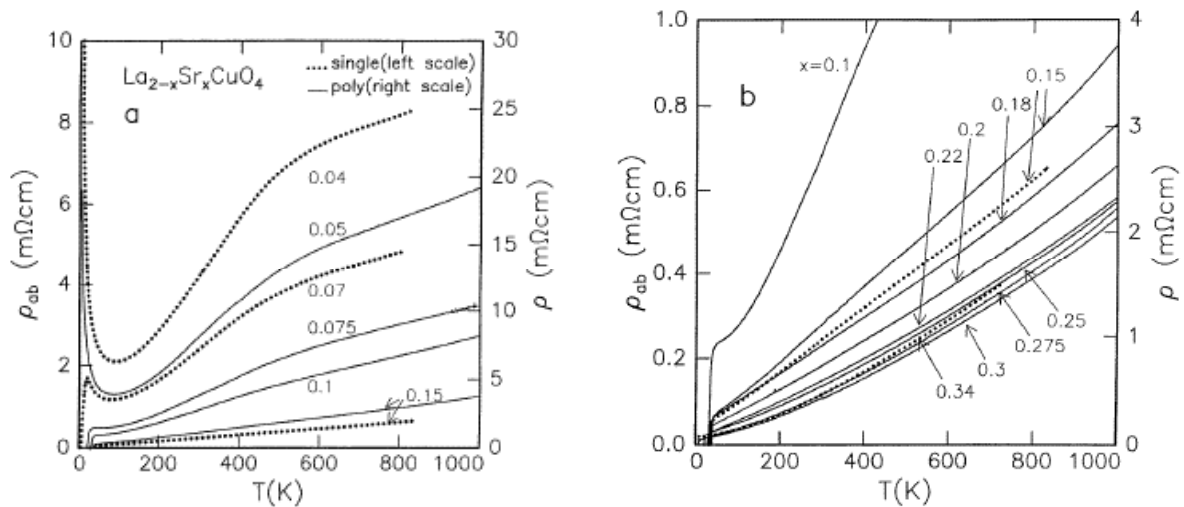 10
30
La2-xSrxCuO4
single(left scale)
poly(right scale)
a
8
25
6
20
4
15
2
10
0
5
0
0.04
0.05
0.07
0.075
0.1
0.15
ρab (mΩcm)
ρ (mΩcm)
0 200 400 600 800 1000
T(K)
1.0
4
x=0.1
b
0.15
0.18
0.2
0.22
0.8
3
0.6
2
0.4
1
0.2
0
0.0
0.25
0.275
0.3
0.34
ρab (mΩcm)
ρ (mΩcm)
0 200 400 600 800 1000
T(K)